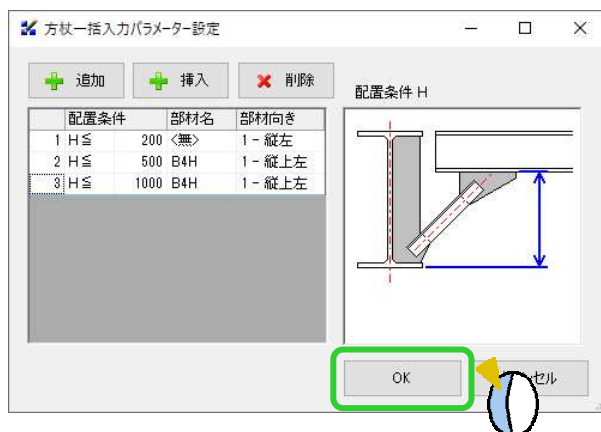 方杖一括入力パラメーター設定
追加 挿入 削除
配置条件 H
配置条件 部材名 部材向き
1 H≦ 200 <無> 1 - 縦左
2 H≦ 500 B4H 1 - 縦上左
3 H≦ 1000 B4H 1 - 縦上左
OK セル